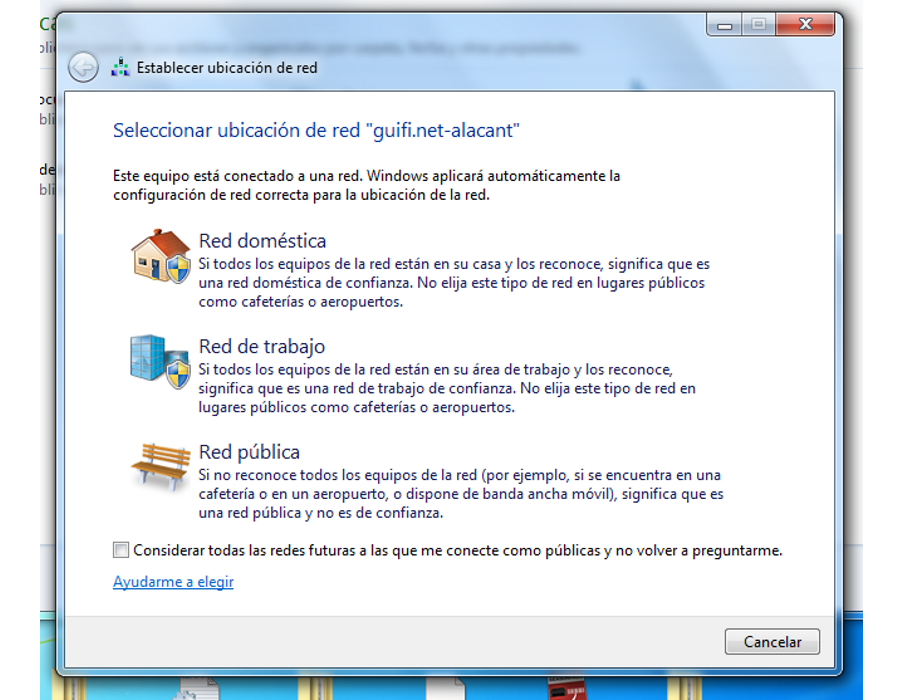 Establecer ubicación de red
Seleccionar ubicación de red "guifi.net-alacant"
Este equipo está conectado a una red. Windows aplicará automáticamente la
configuración de red correcta para la ubicación de la red.
Red doméstica
Si todos los equipos de la red están en su casa y los reconoce, significa que es
una red doméstica de confianza. No elija este tipo de red en lugares públicos
como cafeterías o aeropuertos.
Red de trabajo
Si todos los equipos de la red están en su área de trabajo y los reconoce,
significa que es una red de trabajo de confianza. No elija este tipo de red en
lugares públicos como cafeterías o aeropuertos.
Red pública
Si no reconoce todos los equipos de la red (por ejemplo, si se encuentra en una
cafetería o en un aeropuerto, o dispone de banda ancha móvil), significa que es
una red pública y no es de confianza.
Considerar todas las redes futuras a las que me conecte como públicas y no volver a preguntarme.
Ayudarme a elegir
Cancelar